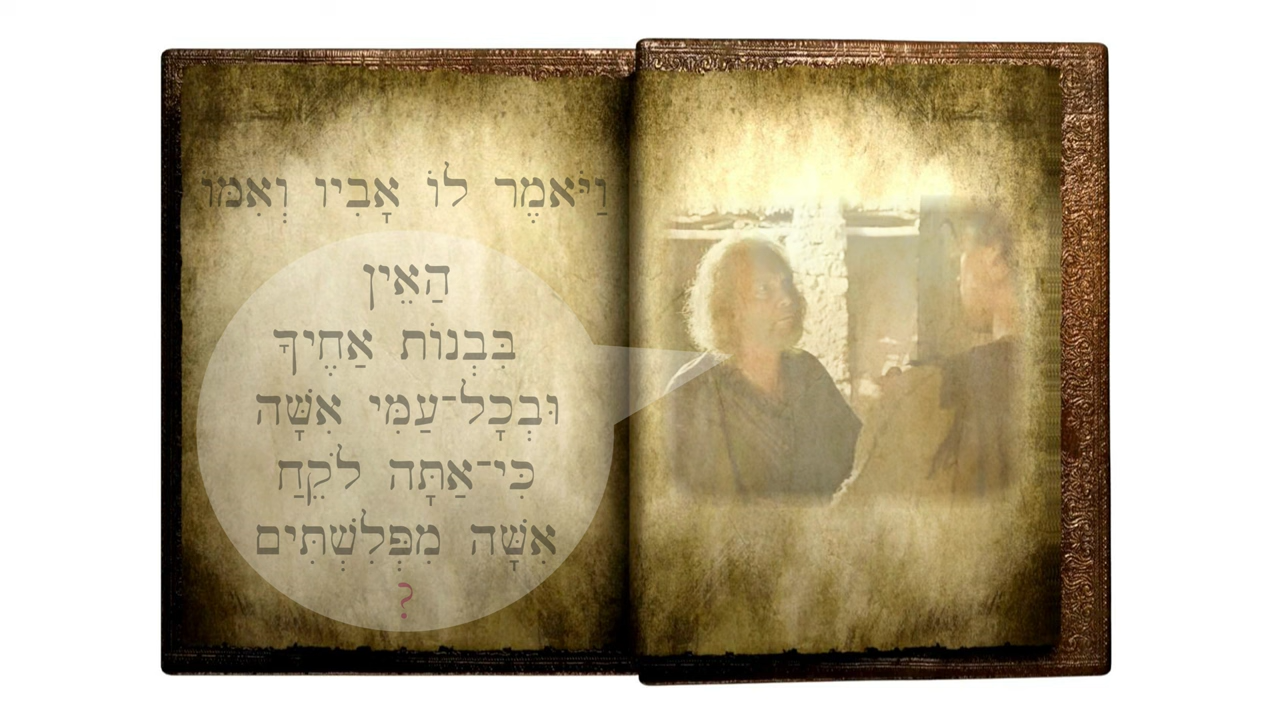 וַיֹּאמֶר לוֹ אָבִיו וְאִמּוֹ
הַאֵין
בִּבְנוֹת אַחֶיךָ
וּבְכָל־עַמִּי אִשָּׁה
כִּי־אַתָּה לֹקֵחַ
אִשָּׁה מִפְּלִשְׁתִּים
?